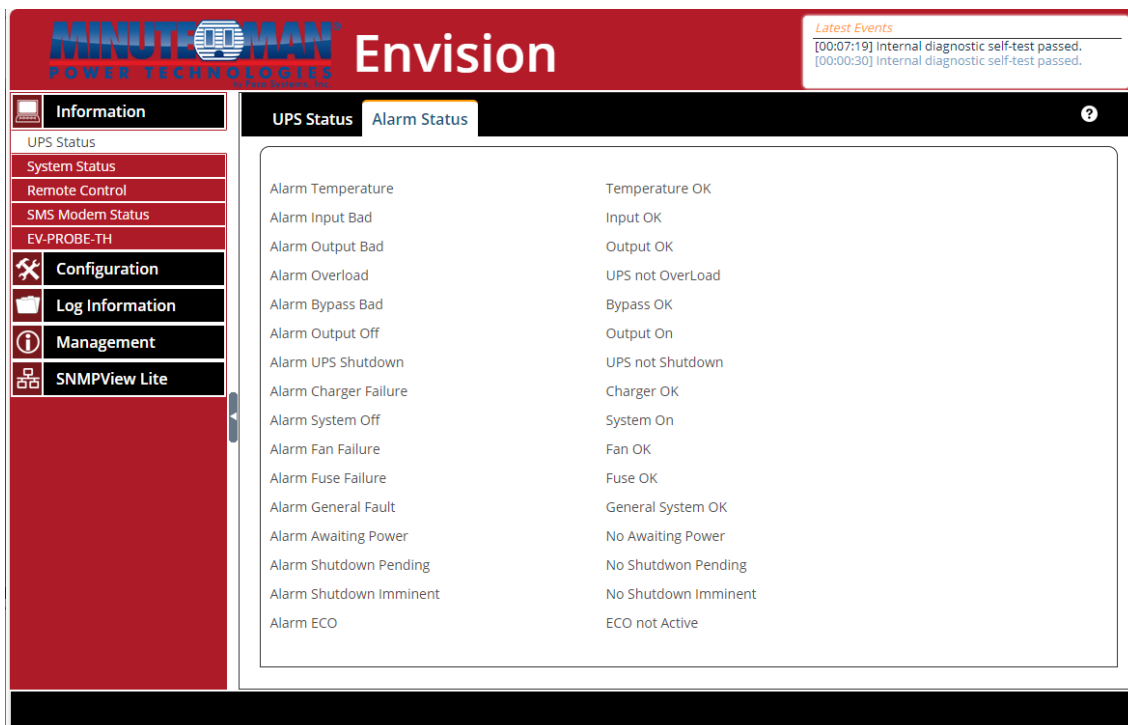 MINUTEMAN
POWER TECHNOLOGIES
by Para Systems, Inc.
Envision
Latest Events
[00:07:19] Internal diagnostic self-test passed.
[00:00:30] Internal diagnostic self-test passed.
Information
UPS Status
System Status
Remote Control
SMS Modem Status
EV-PROBE-TH
Configuration
Log Information
Management
SNMPView Lite
UPS Status Alarm Status ?
Alarm Temperature Temperature OK
Alarm Input Bad Input OK
Alarm Output Bad Output OK
Alarm Overload UPS not OverLoad
Alarm Bypass Bad Bypass OK
Alarm Output Off Output On
Alarm UPS Shutdown UPS not Shutdown
Alarm Charger Failure Charger OK
Alarm System Off System On
Alarm Fan Failure Fan OK
Alarm Fuse Failure Fuse OK
Alarm General Fault General System OK
Alarm Awaiting Power No Awaiting Power
Alarm Shutdown Pending No Shutdwon Pending
Alarm Shutdown Imminent No Shutdown Imminent
Alarm ECO ECO not Active